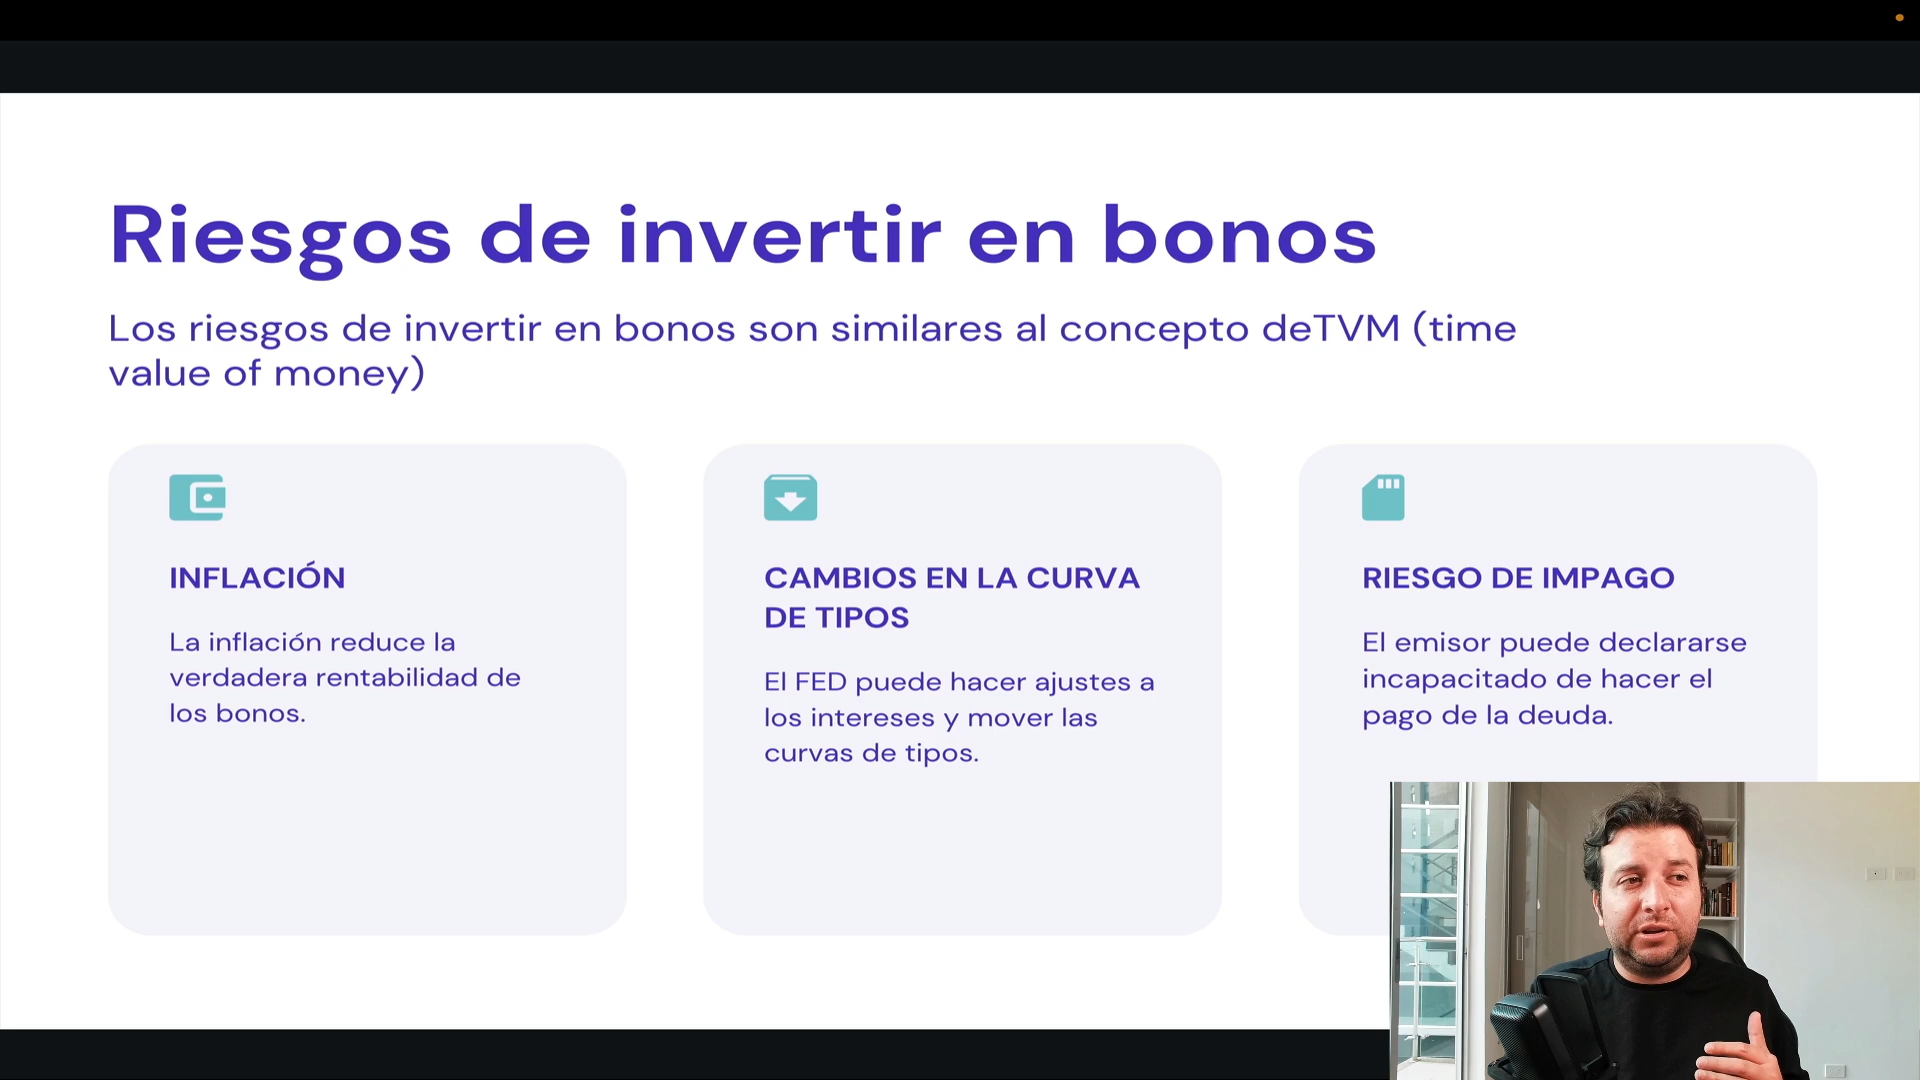 Riesgos de invertir en bonos
Los riesgos de invertir en bonos son similares al concepto deTVM (time
value of money)
INFLACIÓN
La inflación reduce la
verdadera rentabilidad de
los bonos.
CAMBIOS EN LA CURVA
DE TIPOS
El FED puede hacer ajustes a
los intereses y mover las
curvas de tipos.
RIESGO DE IMPAGO
El emisor puede declararse
incapacitado de hacer el
pago de la deuda.